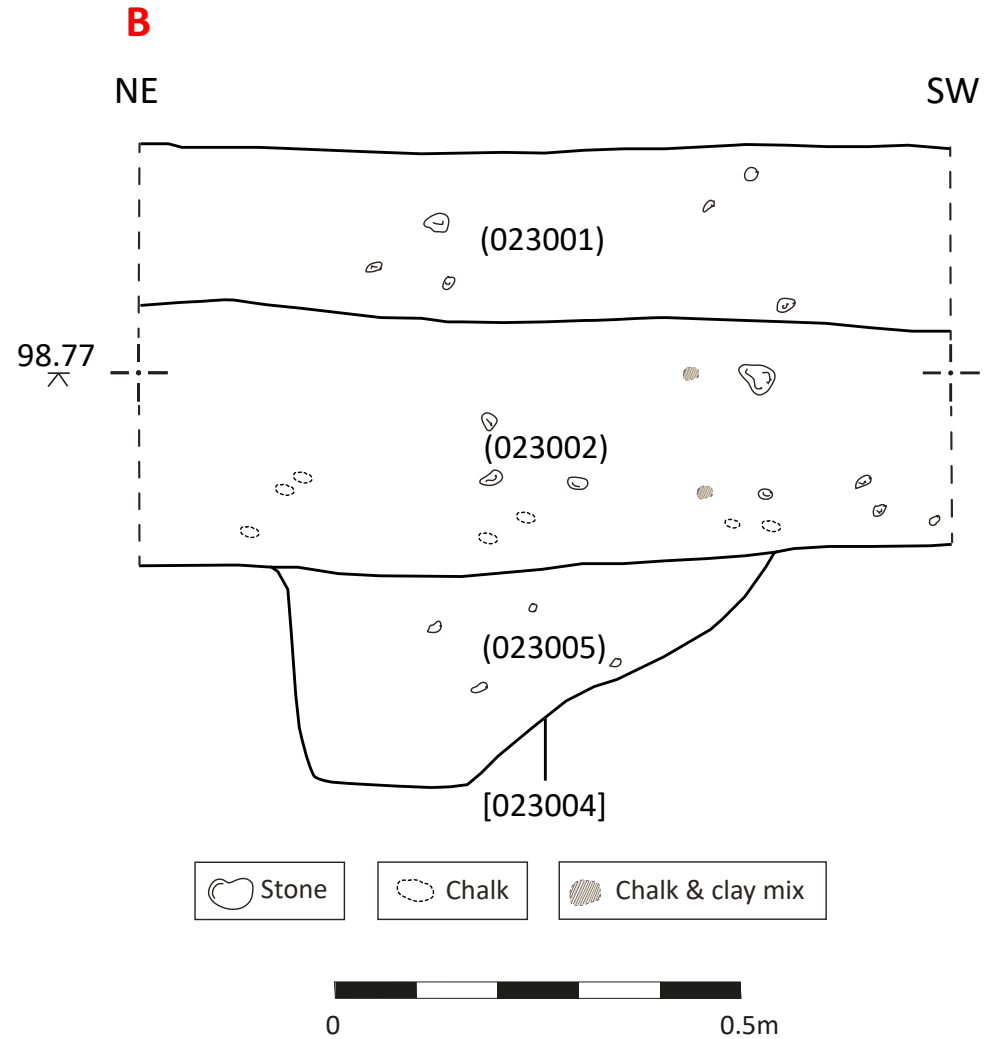 B
NE SW
(023001)
98.77
(023002)
(023005)
[023004]
Stone Chalk Chalk & clay mix
0 0.5m